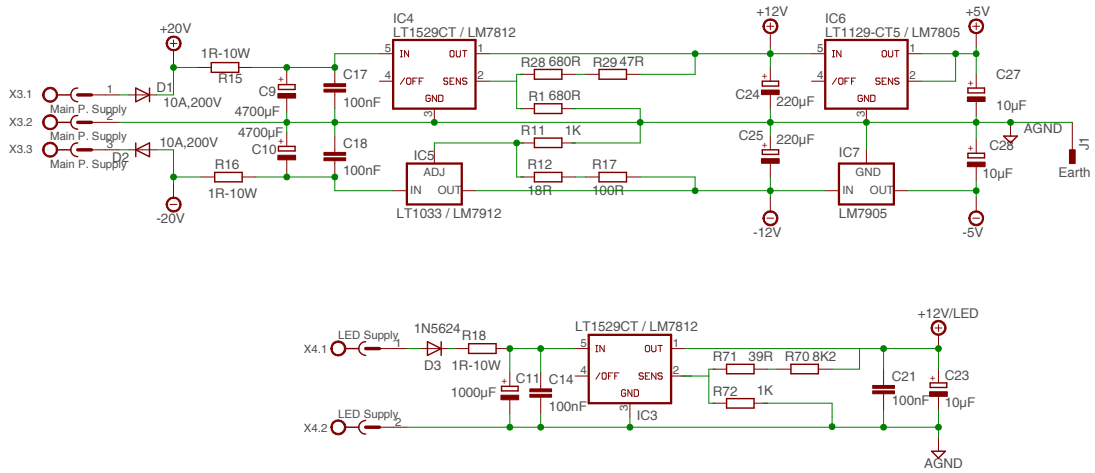 +20V
IC4
LT1529CT / LM7812
+12V
IC6
LT1129-CT5 / LM7805
+5V
1R-10W
R15
5 IN OUT 1
R28 680R R29 47R
5 IN OUT 1
X3.1
1
D1
Main P. Supply
10A,200V
C9
4700µF
C17
100nF
4 /OFF SENS 2
GND
3
R1 680R
C24
220µF
4 /OFF SENS 2
GND
3
C27
10µF
X3.2
2
Main P. Supply
X3.3
3
D2
Main P. Supply
10A,200V
4700µF
C10
C18
100nF
R11 1K
C25
220µF
AGND
C28
10µF
J1
Earth
R16
1R-10W
IC5
ADJ
IN OUT
LT1033 / LM7912
R12 R17
18R 100R
IC7
GND
IN OUT
LM7905
-20V
-12V
-5V
+12V/LED
LT1529CT / LM7812
X4.1
LED Supply
1
1N5624
D3
R18
1R-10W
5 IN OUT 1
4 /OFF SENS 2
GND
3
IC3
R71 39R R70 8K2
R72 1K
1000µF
C11
C14
100nF
C21
100nF
C23
10µF
X4.2
LED Supply
2
AGND